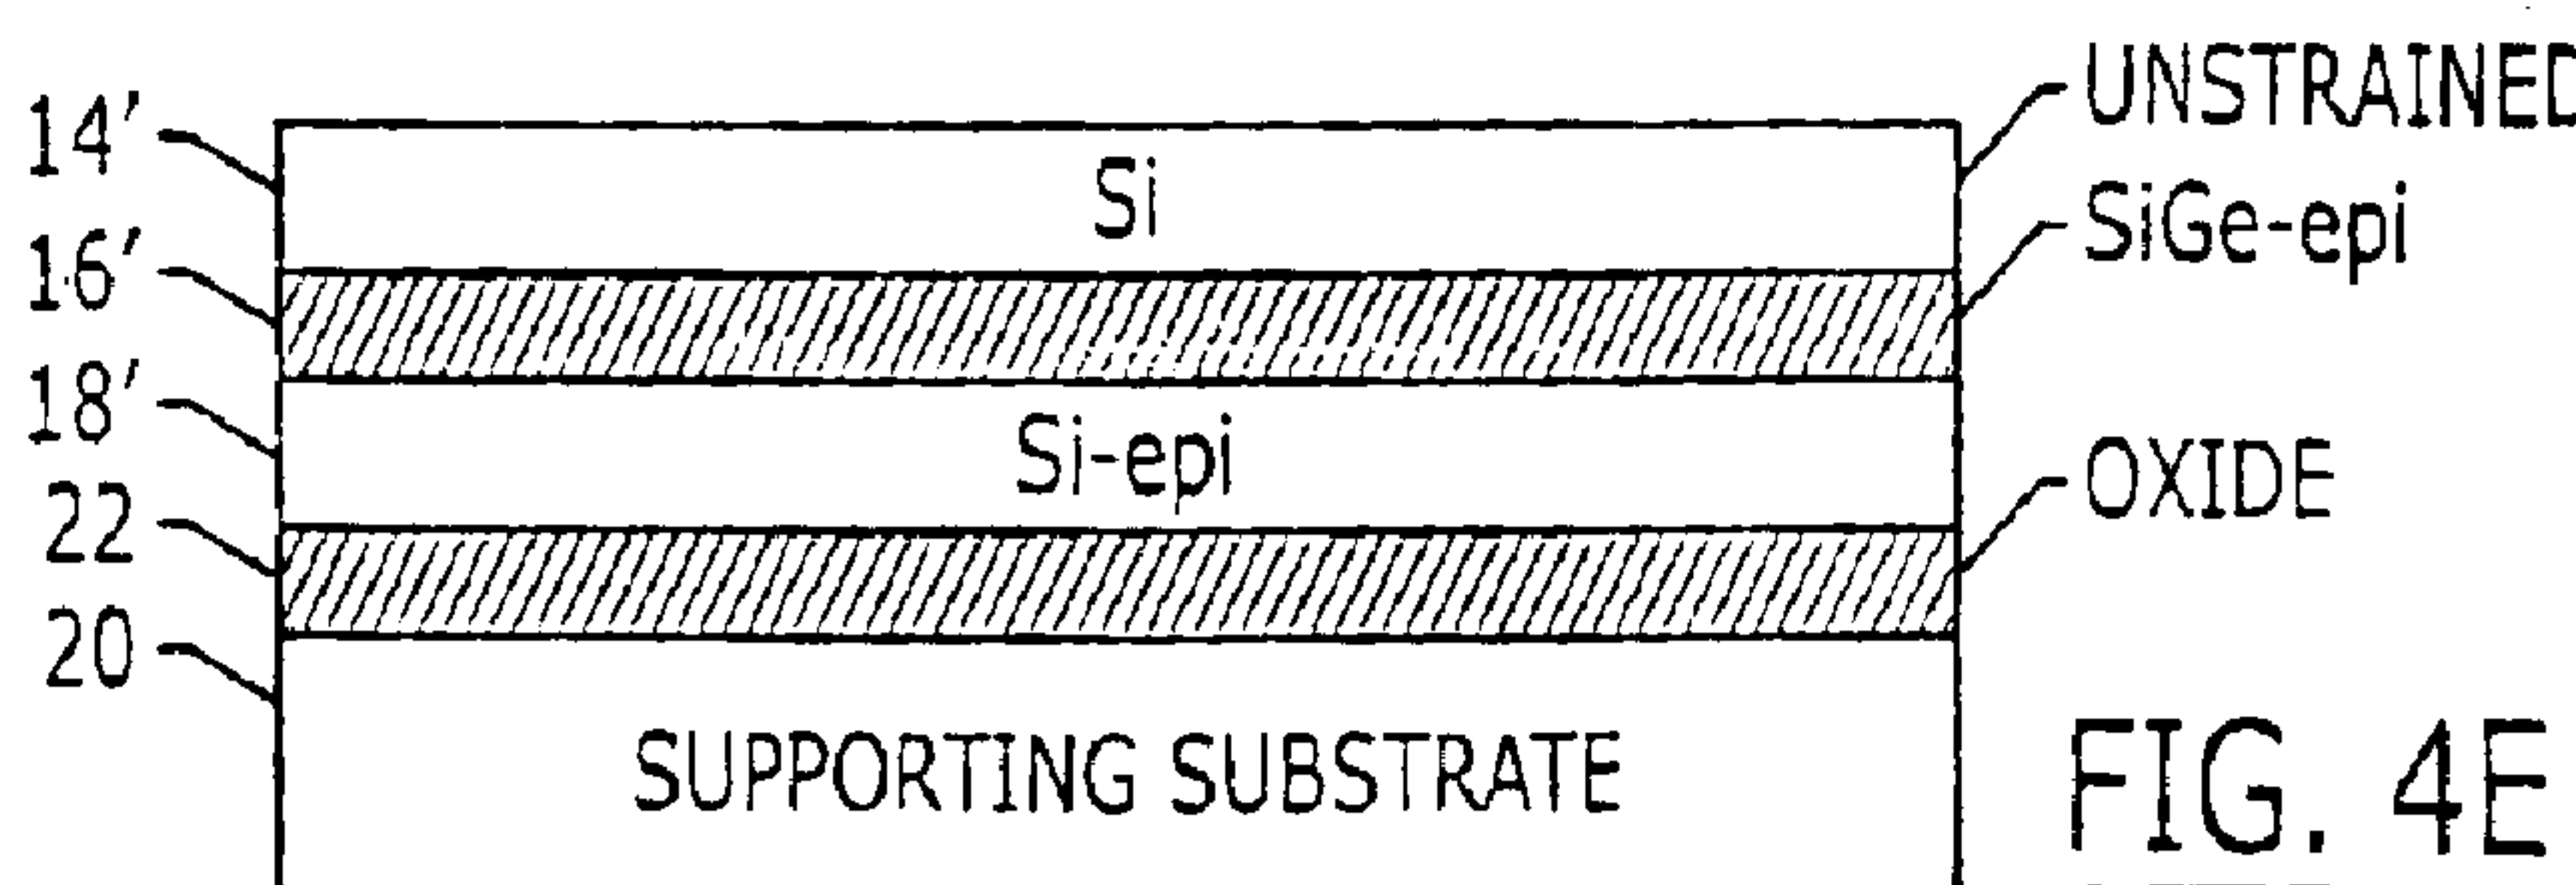 UNSTRAINED
14'
Si
16'
SiGe-epi
18'
Si-epi
22
OXIDE
20
SUPPORTING SUBSTRATE
FIG. 4E